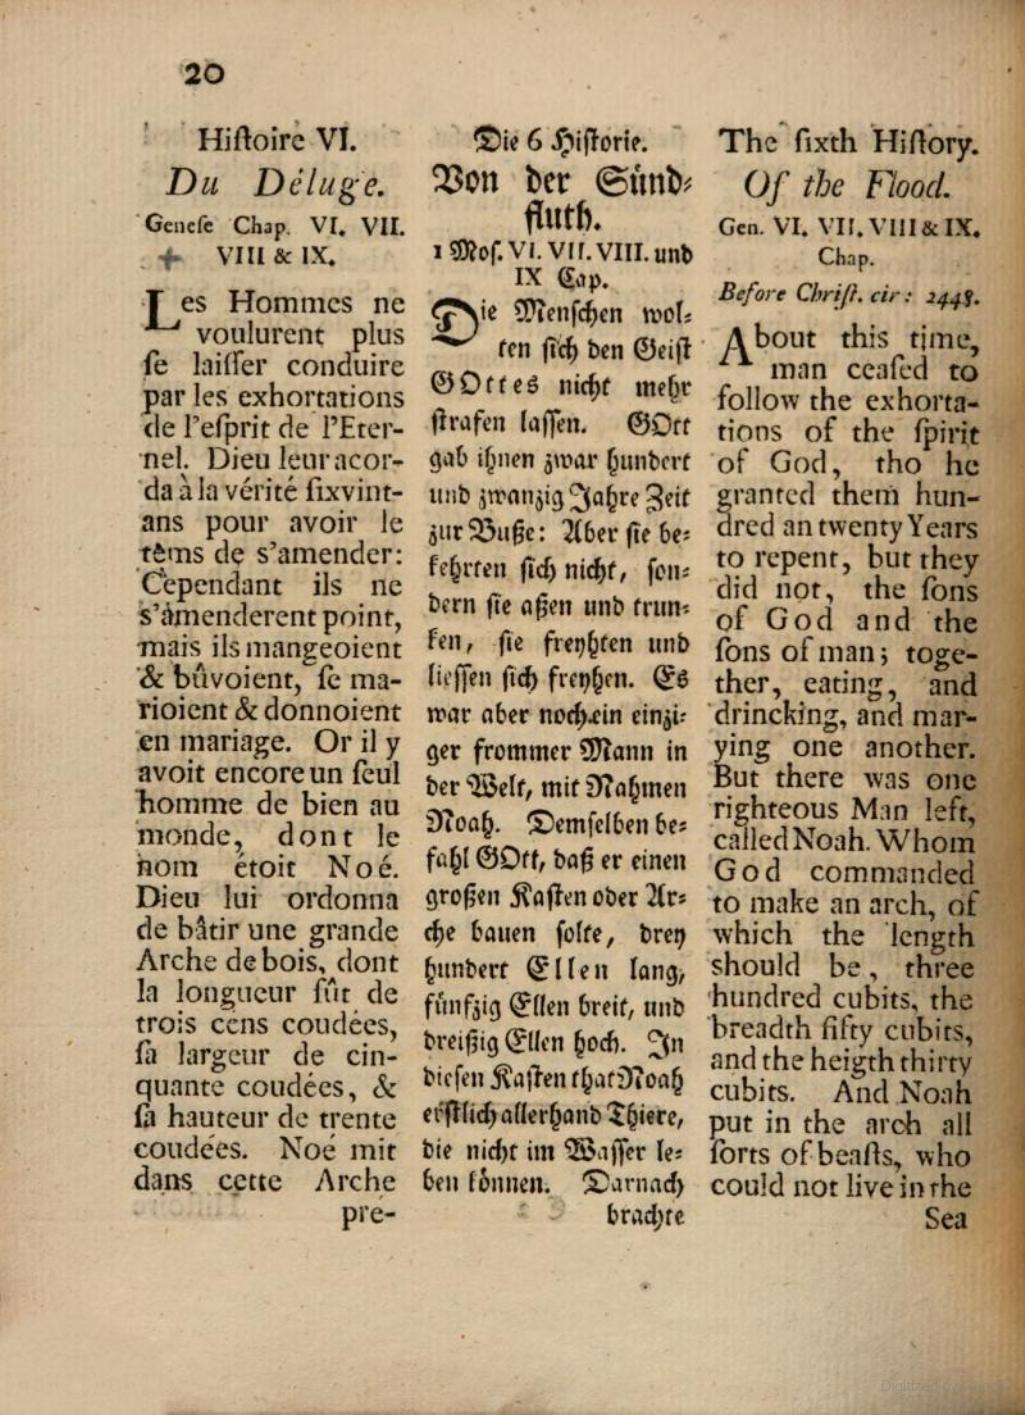 20
Hiſtoire VI.
Du Déluge.
Geneſe Chap. VI. VII.
VIII & IX.
Les Hommes ne
voulurent plus
ſe laiſſer conduire
par les exhortations
de l'eſprit de l'Eter-
nel. Dieu leur acor-
da à la vérité ſixvint-
ans pour avoir le
têms de s'amender:
Cependant ils ne
s'amenderent point,
mais ils mangeoient
& bûvoient, ſe ma-
rioient & donnoient
en mariage. Or il y
avoit encore un ſeul
homme de bien au
monde, dont le
nom étoit Noé.
Dieu lui ordonna
de bâtir une grande
Arche de bois, dont
la longueur fût de
trois cens coudées,
ſa largeur de cin-
quante coudées, &
ſa hauteur de trente
coudées. Noé mit
dans cette Arche
pre-
Die 6 Hiſtorie.
Von der Sünd-
fluth.
1 Moſ. VI. VII. VIII. und
IX Cap.
Die Menſchen wol-
ten ſich den Geiſt
GOttes nicht mehr
ſtrafen laſſen. GOtt
gab ihnen zwar hundert
und zwanzig Jahre Zeit
zur Buße: Aber ſie be-
kehrten ſich nicht, ſon-
dern ſie aßen und trun-
ken, ſie freyhten und
lieſſen ſich freyhen. Es
war aber noch ein einzi-
ger frommer Mann in
der Welt, mit Nahmen
Noah. Demſelben be-
fahl GOtt, daß er einen
großen Kaſten oder Ar-
che bauen ſolte, drey
hundert Ellen lang,
fünfzig Ellen breit, und
dreißig Ellen hoch. In
dieſen Kaſten that Noah
erſtlich allerhand Thiere,
die nicht im Waſſer le-
ben können. Darnach
brachte
The ſixth Hiſtory.
Of the Flood.
Gen. VI. VII. VIII & IX.
Chap.
Before Chriſt. cir: 2448.
About this time,
man ceaſed to
follow the exhorta-
tions of the ſpirit
of God, tho he
granted them hun-
dred an twenty Years
to repent, but they
did not, the ſons
of God and the
ſons of man; toge-
ther, eating, and
drincking, and mar-
ying one another.
But there was one
righteous Man left,
called Noah. Whom
God commanded
to make an arch, of
which the length
should be, three
hundred cubits, the
breadth fifty cubits,
and the heigth thirty
cubits. And Noah
put in the arch all
ſorts of beaſts, who
could not live in the
Sea